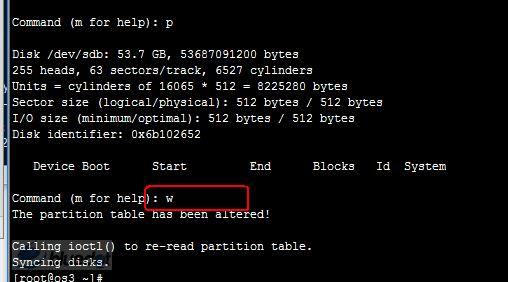 Command (m for help): p
Disk /dev/sdb: 53.7 GB, 53687091200 bytes
255 heads, 63 sectors/track, 6527 cylinders
Units = cylinders of 16065 * 512 = 8225280 bytes
Sector size (logical/physical): 512 bytes / 512 bytes
I/O size (minimum/optimal): 512 bytes / 512 bytes
Disk identifier: 0x6b102652
Device Boot Start End Blocks Id System
Command (m for help): w
The partition table has been altered!
Calling ioctl() to re-read partition table.
Syncing disks.
[root@os3 ~]#